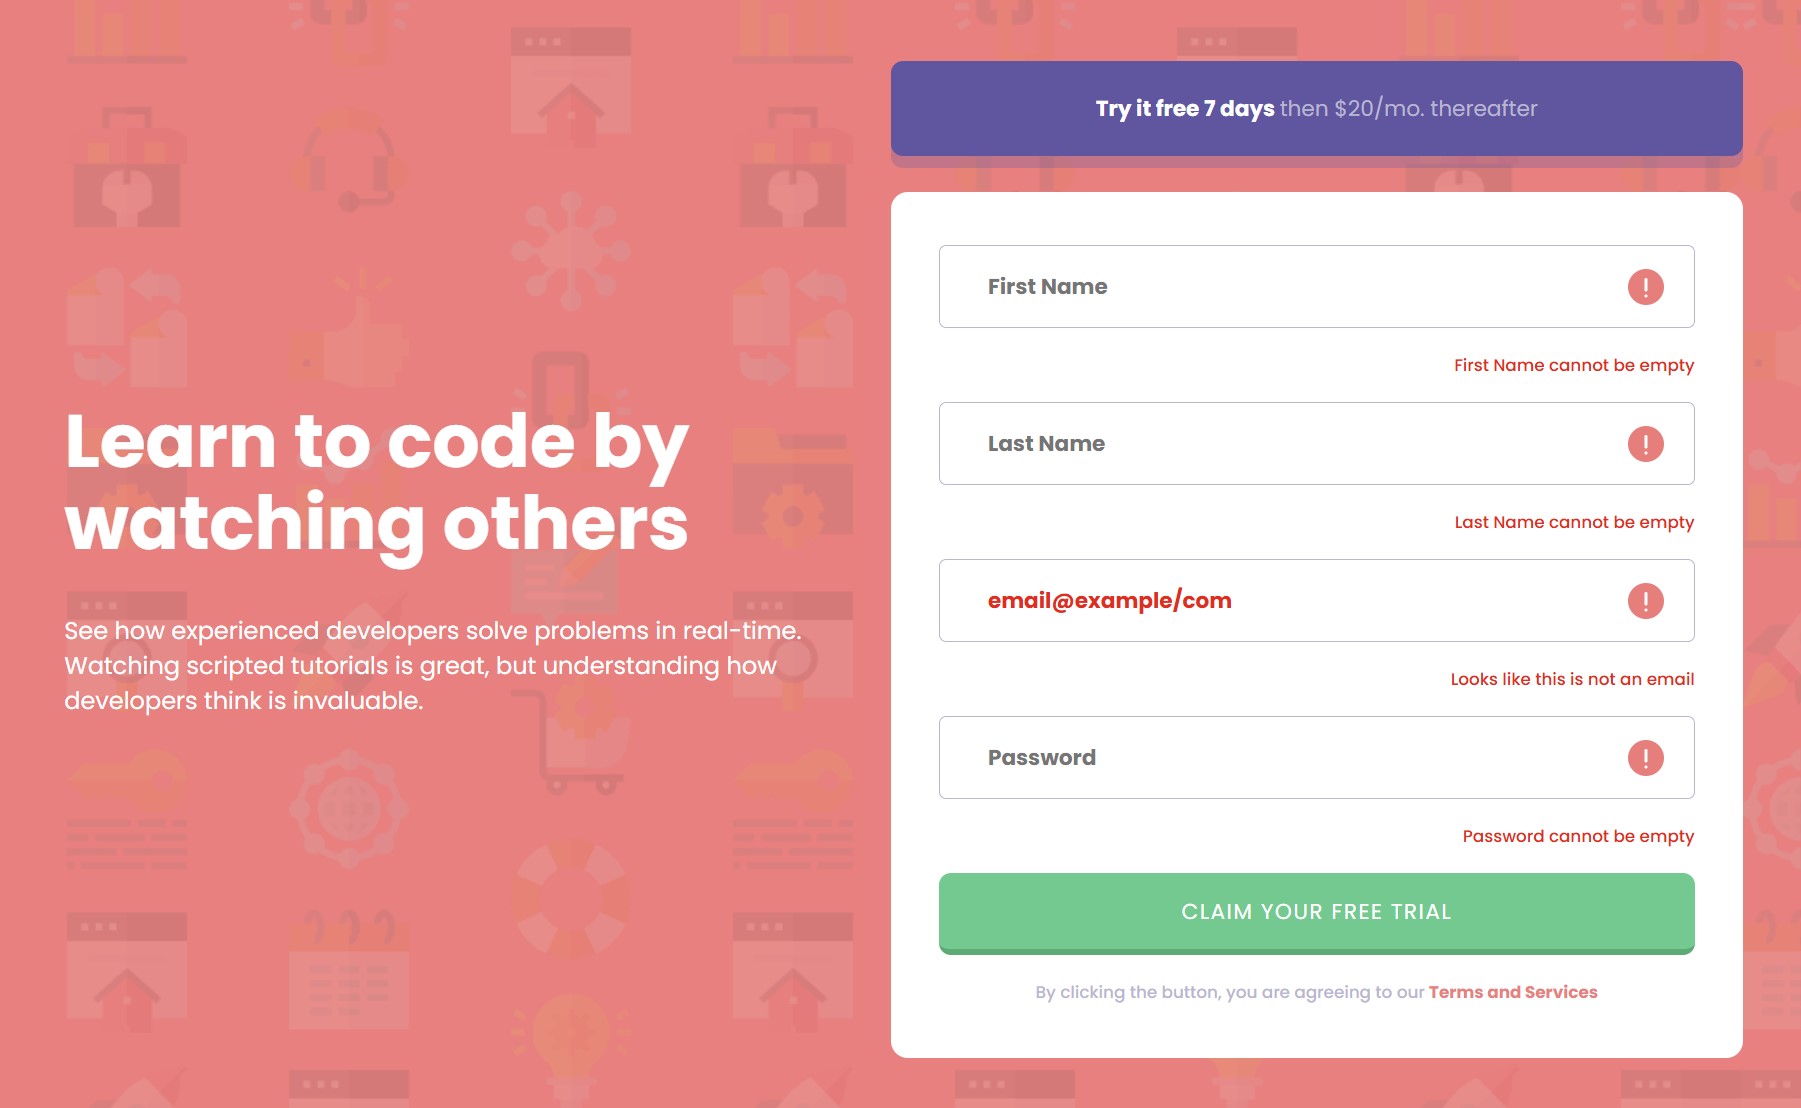 Learn to code by
watching others
See how experienced developers solve problems in real-time.
Watching scripted tutorials is great, but understanding how
developers think is invaluable.
Try it free 7 days then $20/mo. thereafter
First Name
First Name cannot be empty
Last Name
Last Name cannot be empty
email@example/com
Looks like this is not an email
Password
Password cannot be empty
CLAIM YOUR FREE TRIAL
By clicking the button, you are agreeing to our Terms and Services